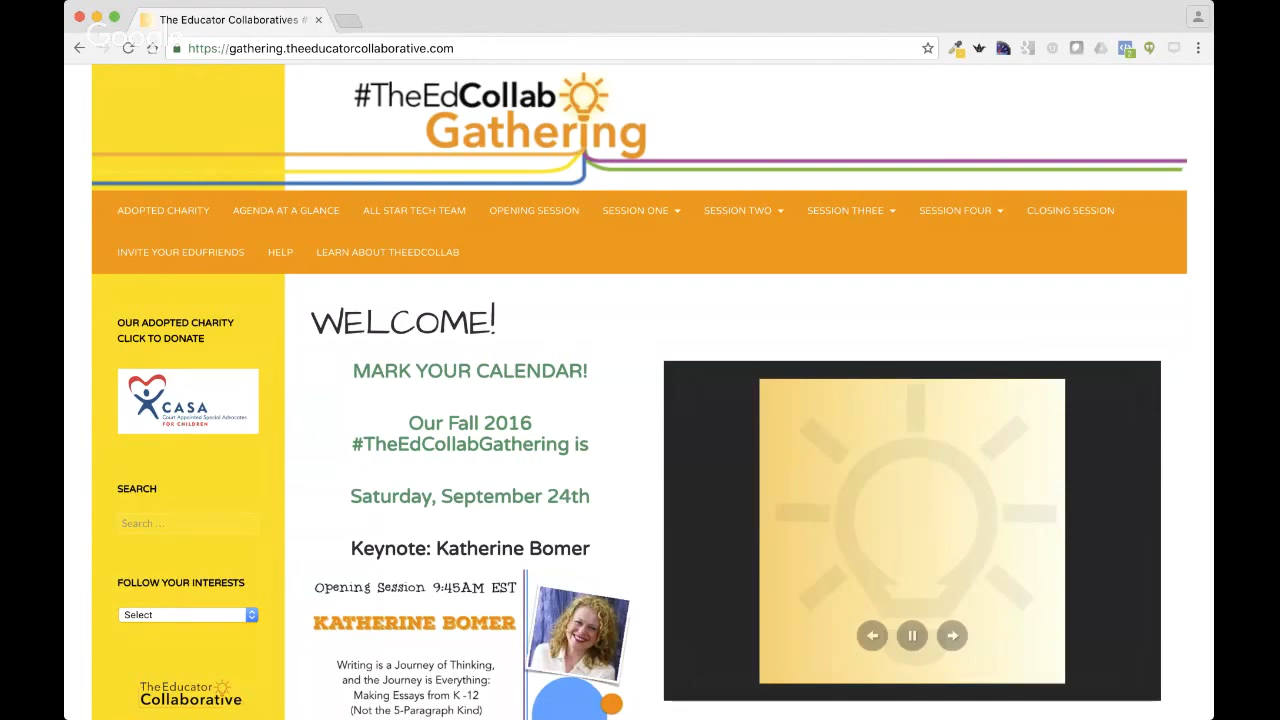 The Educator Collaboratives #
Google
https://gathering.theeducatorcollaborative.com
2
#TheEdCollab
Gathering
ADOPTED CHARITY AGENDA AT A GLANCE ALL STAR TECH TEAM OPENING SESSION SESSION ONE SESSION TWO SESSION THREE SESSION FOUR CLOSING SESSION
INVITE YOUR EDUFRIENDS HELP LEARN ABOUT THEEDCOLLAB
OUR ADOPTED CHARITY
CLICK TO DONATE
CASA
Court Appointed Special Advocates
FOR CHILDREN
SEARCH
Search ...
FOLLOW YOUR INTERESTS
Select
The Educator
Collaborative
WELCOME!
MARK YOUR CALENDAR!
Our Fall 2016
#TheEdCollabGathering is
Saturday, September 24th
Keynote: Katherine Bomer
Opening Session 9:45AM EST
KATHERINE BOMER
Writing is a Journey of Thinking,
and the Journey is Everything:
Making Essays from K -12
(Not the 5-Paragraph Kind)